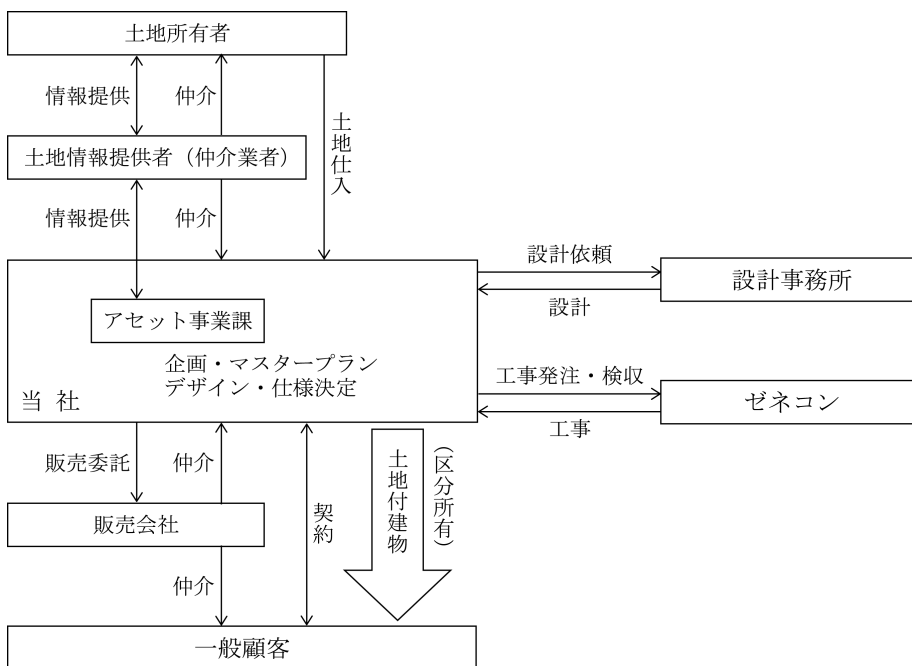 土地所有者
情報提供
仲介
土地仕入
土地情報提供者(仲介業者)
情報提供
仲介
設計依頼
設計事務所
設計
アセット事業課
企画・マスタープラン
デザイン・仕様決定
当 社
工事発注・検収
ゼネコン
工事
販売委託
仲介
契約
土地付建物
(区分所有)
販売会社
仲介
一般顧客